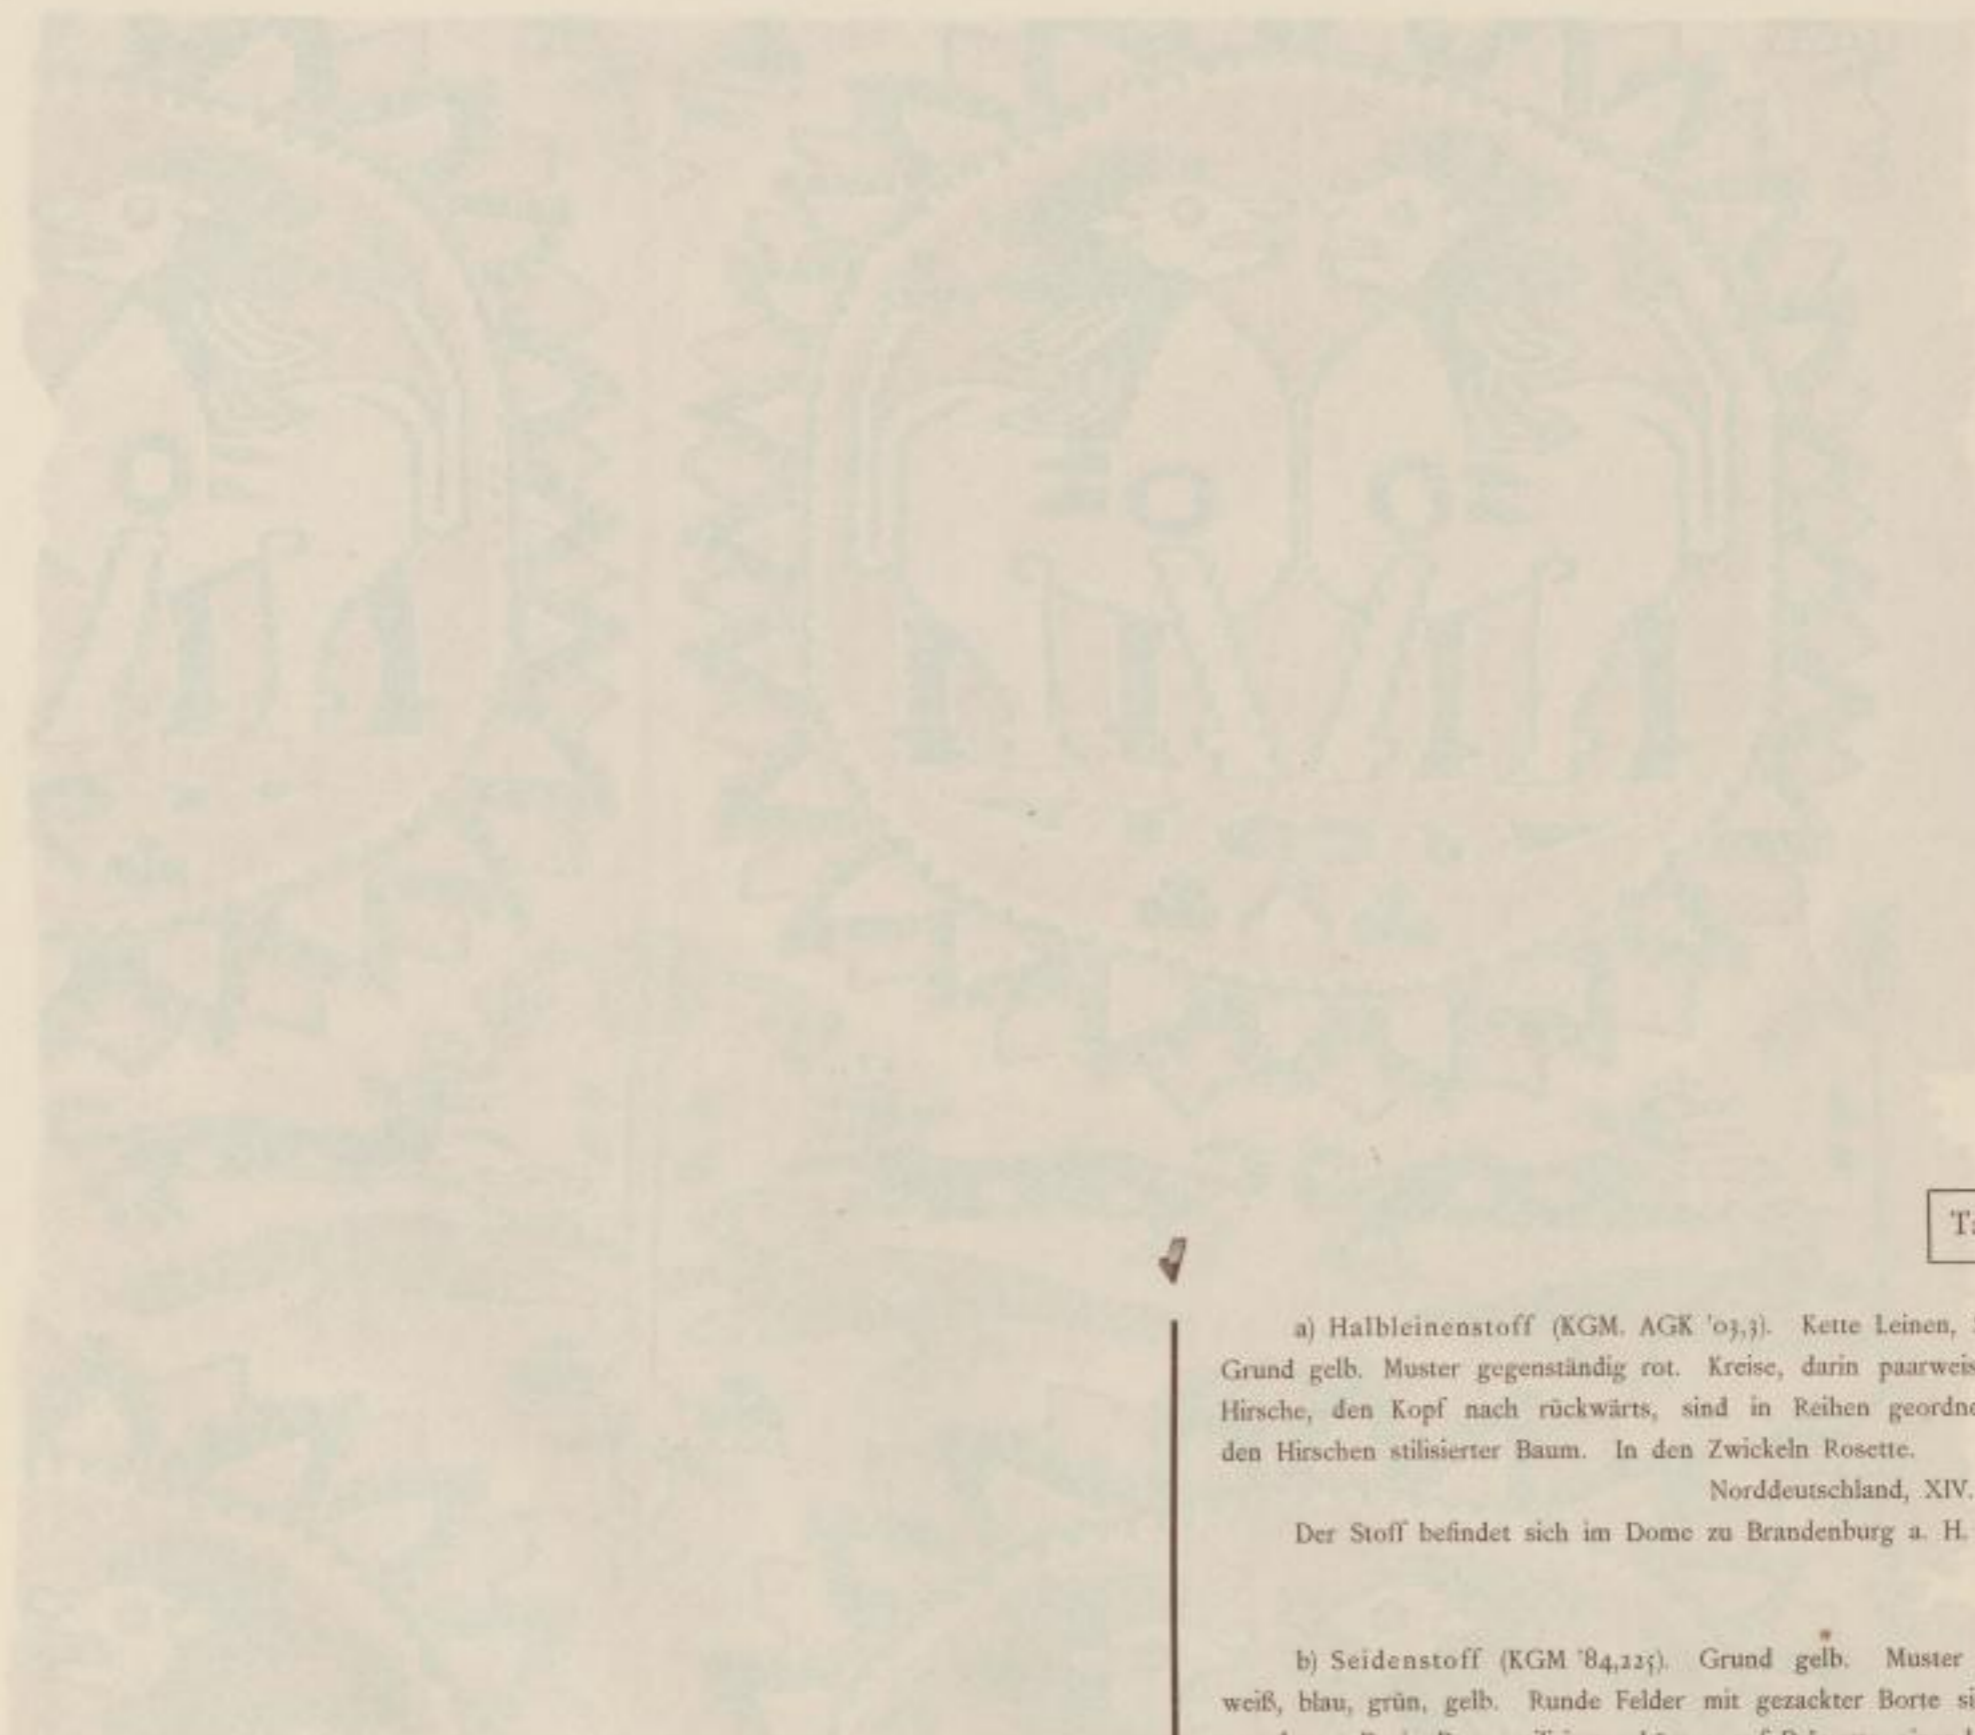 a) Halbleinenstoff (KGM. AGK '03,3). Kette Leinen,
Grund gelb. Muster gegenständig rot. Kreise, darin paarweis
Hirsche, den Kopf nach rückwärts, sind in Reihen geordne
den Hirschen stilisierter Baum. In den Zwickeln Rosette.
Norddeutschland, XIV.
Der Stoff befindet sich im Dome zu Brandenburg a. H.
b) Seidenstoff (KGM '84,225). Grund gelb. Muster
weiß, blau, grün, gelb. Runde Felder mit gezackter Borte si